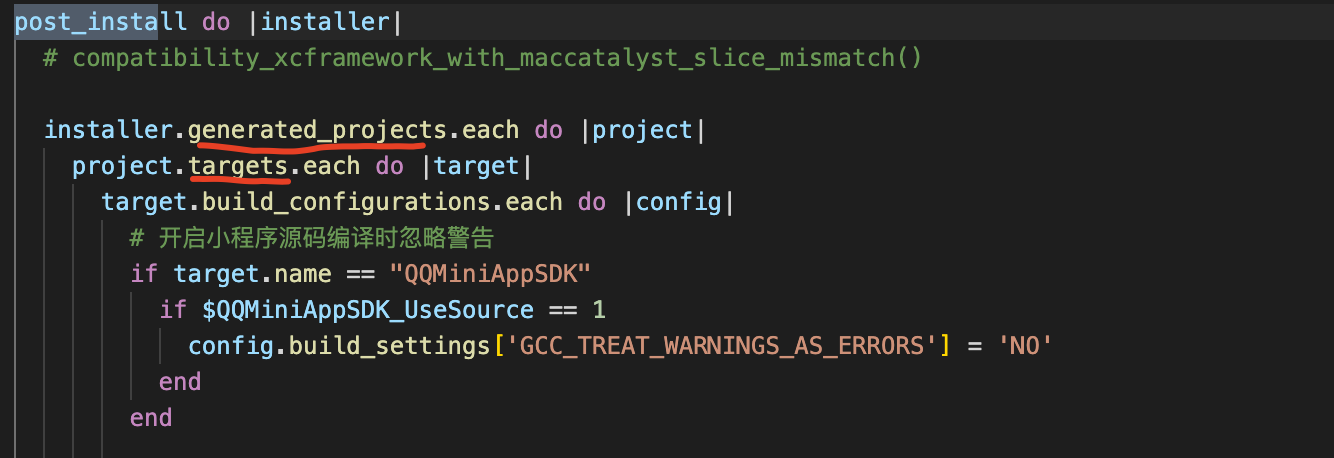 post_install do |installer|
# compatibility_xcframework_with_maccatalyst_slice_mismatch()
installer.generated_projects.each do |project|
project.targets.each do |target|
target.build_configurations.each do |config|
# 开启小程序源码编译时忽略警告
if target.name == "QQMiniAppSDK"
if $QQMiniAppSDK_UseSource == 1
config.build_settings['GCC_TREAT_WARNINGS_AS_ERRORS'] = 'NO'
end
end